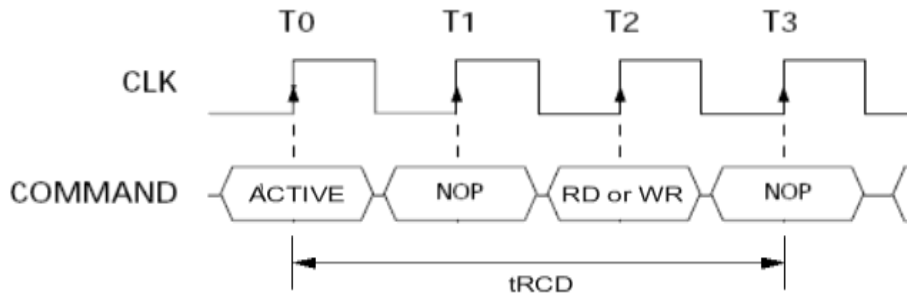 T0 T1 T2 T3
CLK
COMMAND ACTIVE NOP RD or WR NOP
tRCD